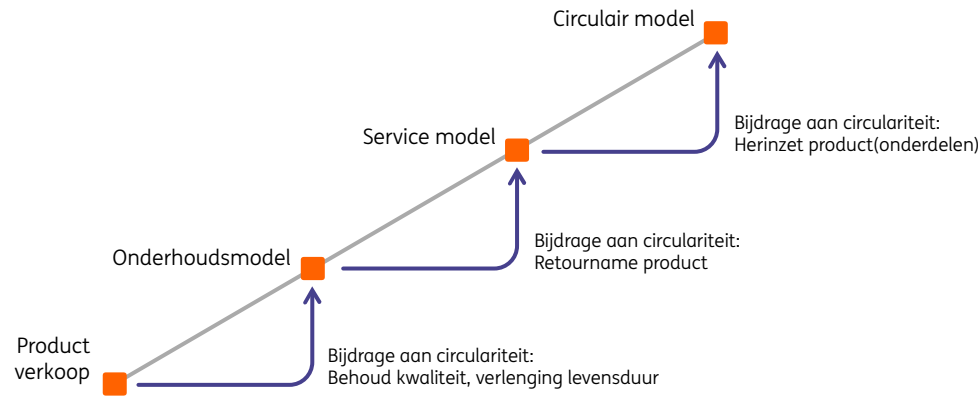 Circulair model
Bijdrage aan circulariteit:
Herinzet product(onderdelen)
Service model
Bijdrage aan circulariteit:
Retourname product
Onderhoudsmodel
Bijdrage aan circulariteit:
Behoud kwaliteit, verlenging levensduur
Product
verkoop